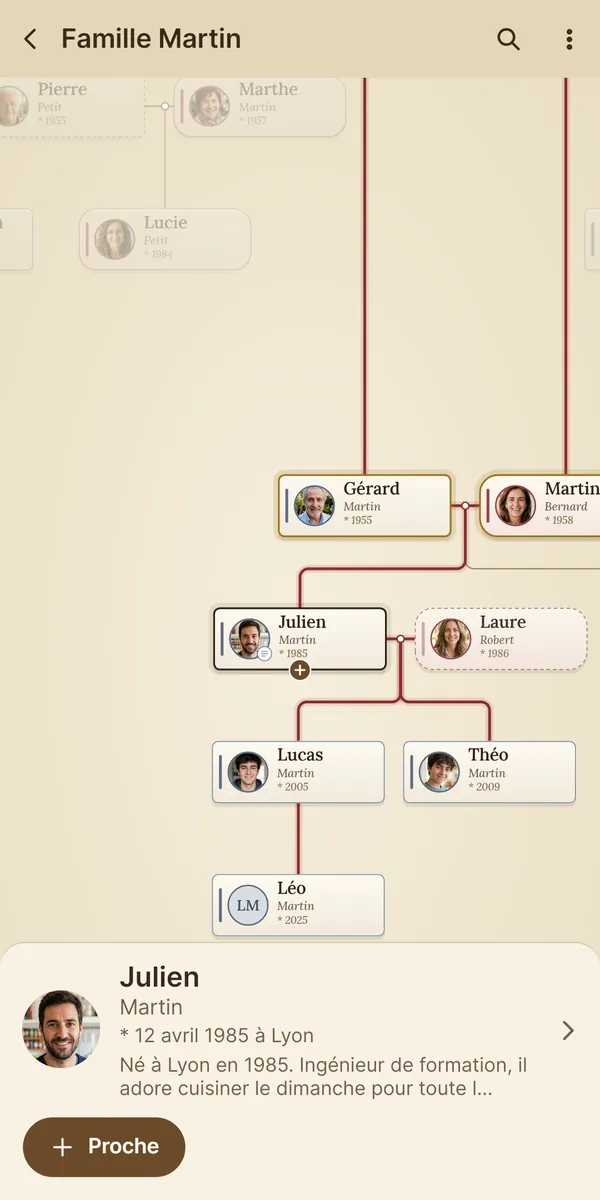 Famille Martin
Pierre
Petit
* 1955
Marthe
Martin
* 1957
Lucie
Petit
* 1984
Gérard
Martin
* 1955
Martin
Bernard
* 1958
Julien
Martin
* 1985
Laure
Robert
* 1986
Lucas
Martin
* 2005
Théo
Martin
* 2009
LM
Léo
Martin
* 2025
Julien
Martin
* 12 avril 1985 à Lyon
Né à Lyon en 1985. Ingénieur de formation, il
adore cuisiner le dimanche pour toute l...
Proche